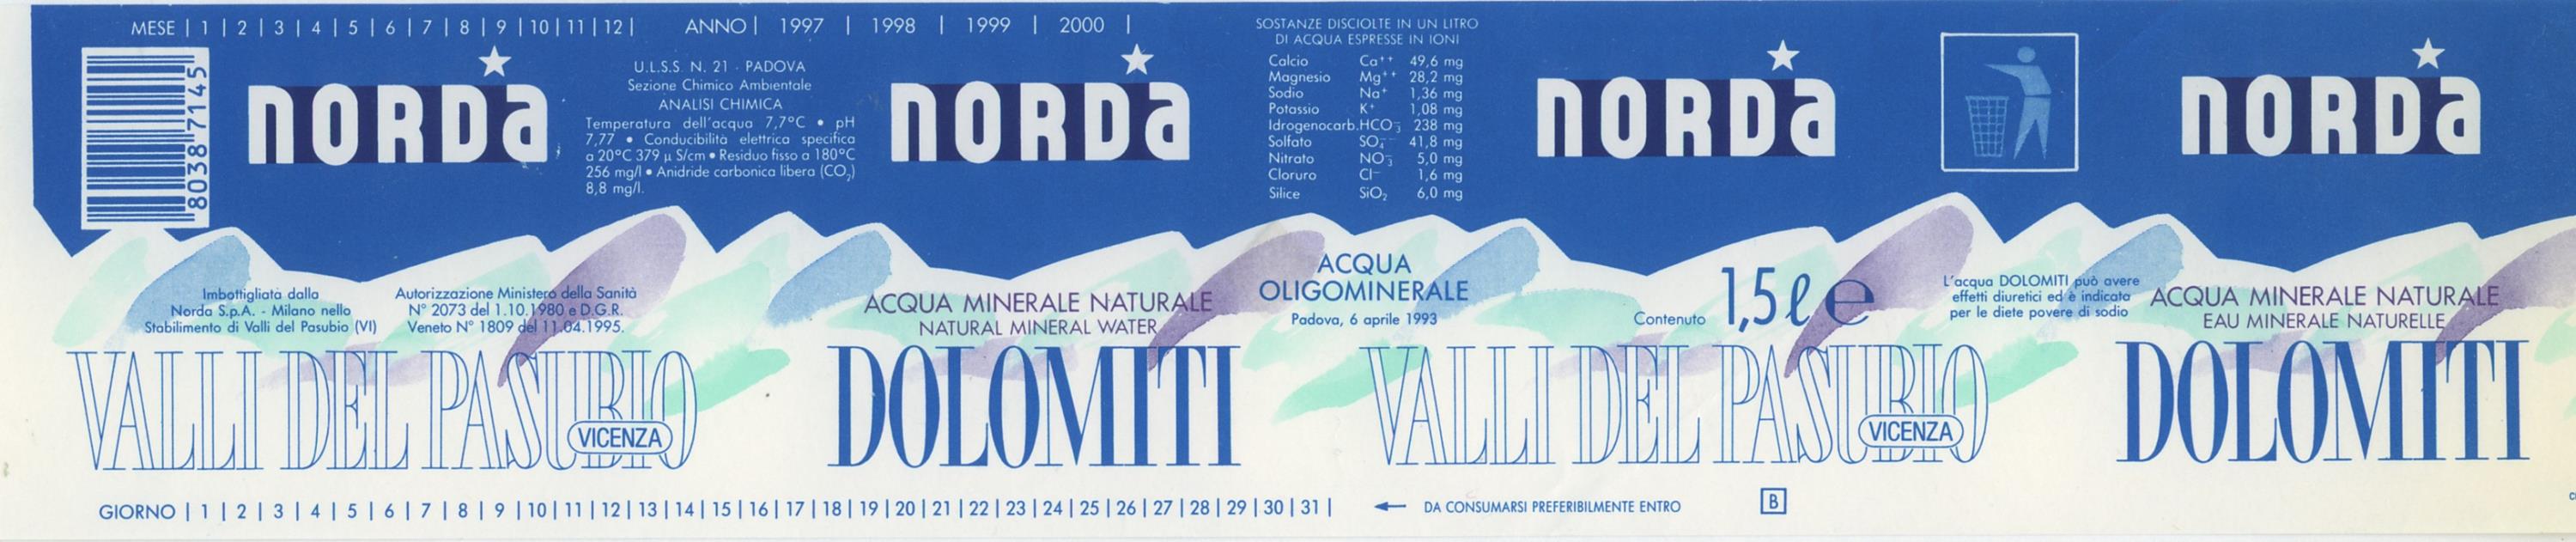 MESE | 1 | 2 | 3 | 4 | 5 | 6 | 7 | 8 | 9 | 10 | 11 | 12 |
ANNO | 1997 | 1998 | 1999 | 2000 |
80387145
NORDa
U.L.S.S. N. 21 - PADOVA
Sezione Chimico Ambientale
ANALISI CHIMICA
Temperatura dell'acqua 7,7°C • pH
7,77 • Conducibilità elettrica specifica
a 20°C 379 µ S/cm • Residuo fisso a 180°C
256 mg/l • Anidride carbonica libera (CO₂)
8,8 mg/l.
NORDa
SOSTANZE DISCIOLTE IN UN LITRO
DI ACQUA ESPRESSE IN IONI
Calcio Ca⁺⁺ 49,6 mg
Magnesio Mg⁺⁺ 28,2 mg
Sodio Na⁺ 1,36 mg
Potassio K⁺ 1,08 mg
Idrogenocarb. HCO₃⁻ 238 mg
Solfato SO₄⁻⁻ 41,8 mg
Nitrato NO₃⁻ 5,0 mg
Cloruro Cl⁻ 1,6 mg
Silice SiO₂ 6,0 mg
NORDa
NORDa
Imbottigliata dalla
Norda S.p.A. - Milano nello
Stabilimento di Valli del Pasubio (VI)
Autorizzazione Ministero della Sanità
N° 2073 del 1.10.1980 e D.G.R.
Veneto N° 1809 del 11.04.1995.
VALLI DEL PASUBIO
VICENZA
ACQUA MINERALE NATURALE
NATURAL MINERAL WATER
DOLOMITI
ACQUA
OLIGOMINERALE
Padova, 6 aprile 1993
Contenuto 1,5 ℓ e
VALLI DEL PASUBIO
VICENZA
L'acqua DOLOMITI può avere
effetti diuretici ed è indicata
per le diete povere di sodio
ACQUA MINERALE NATURALE
EAU MINERALE NATURELLE
DOLOMITI
GIORNO | 1 | 2 | 3 | 4 | 5 | 6 | 7 | 8 | 9 | 10 | 11 | 12 | 13 | 14 | 15 | 16 | 17 | 18 | 19 | 20 | 21 | 22 | 23 | 24 | 25 | 26 | 27 | 28 | 29 | 30 | 31 | ← DA CONSUMARSI PREFERIBILMENTE ENTRO
B